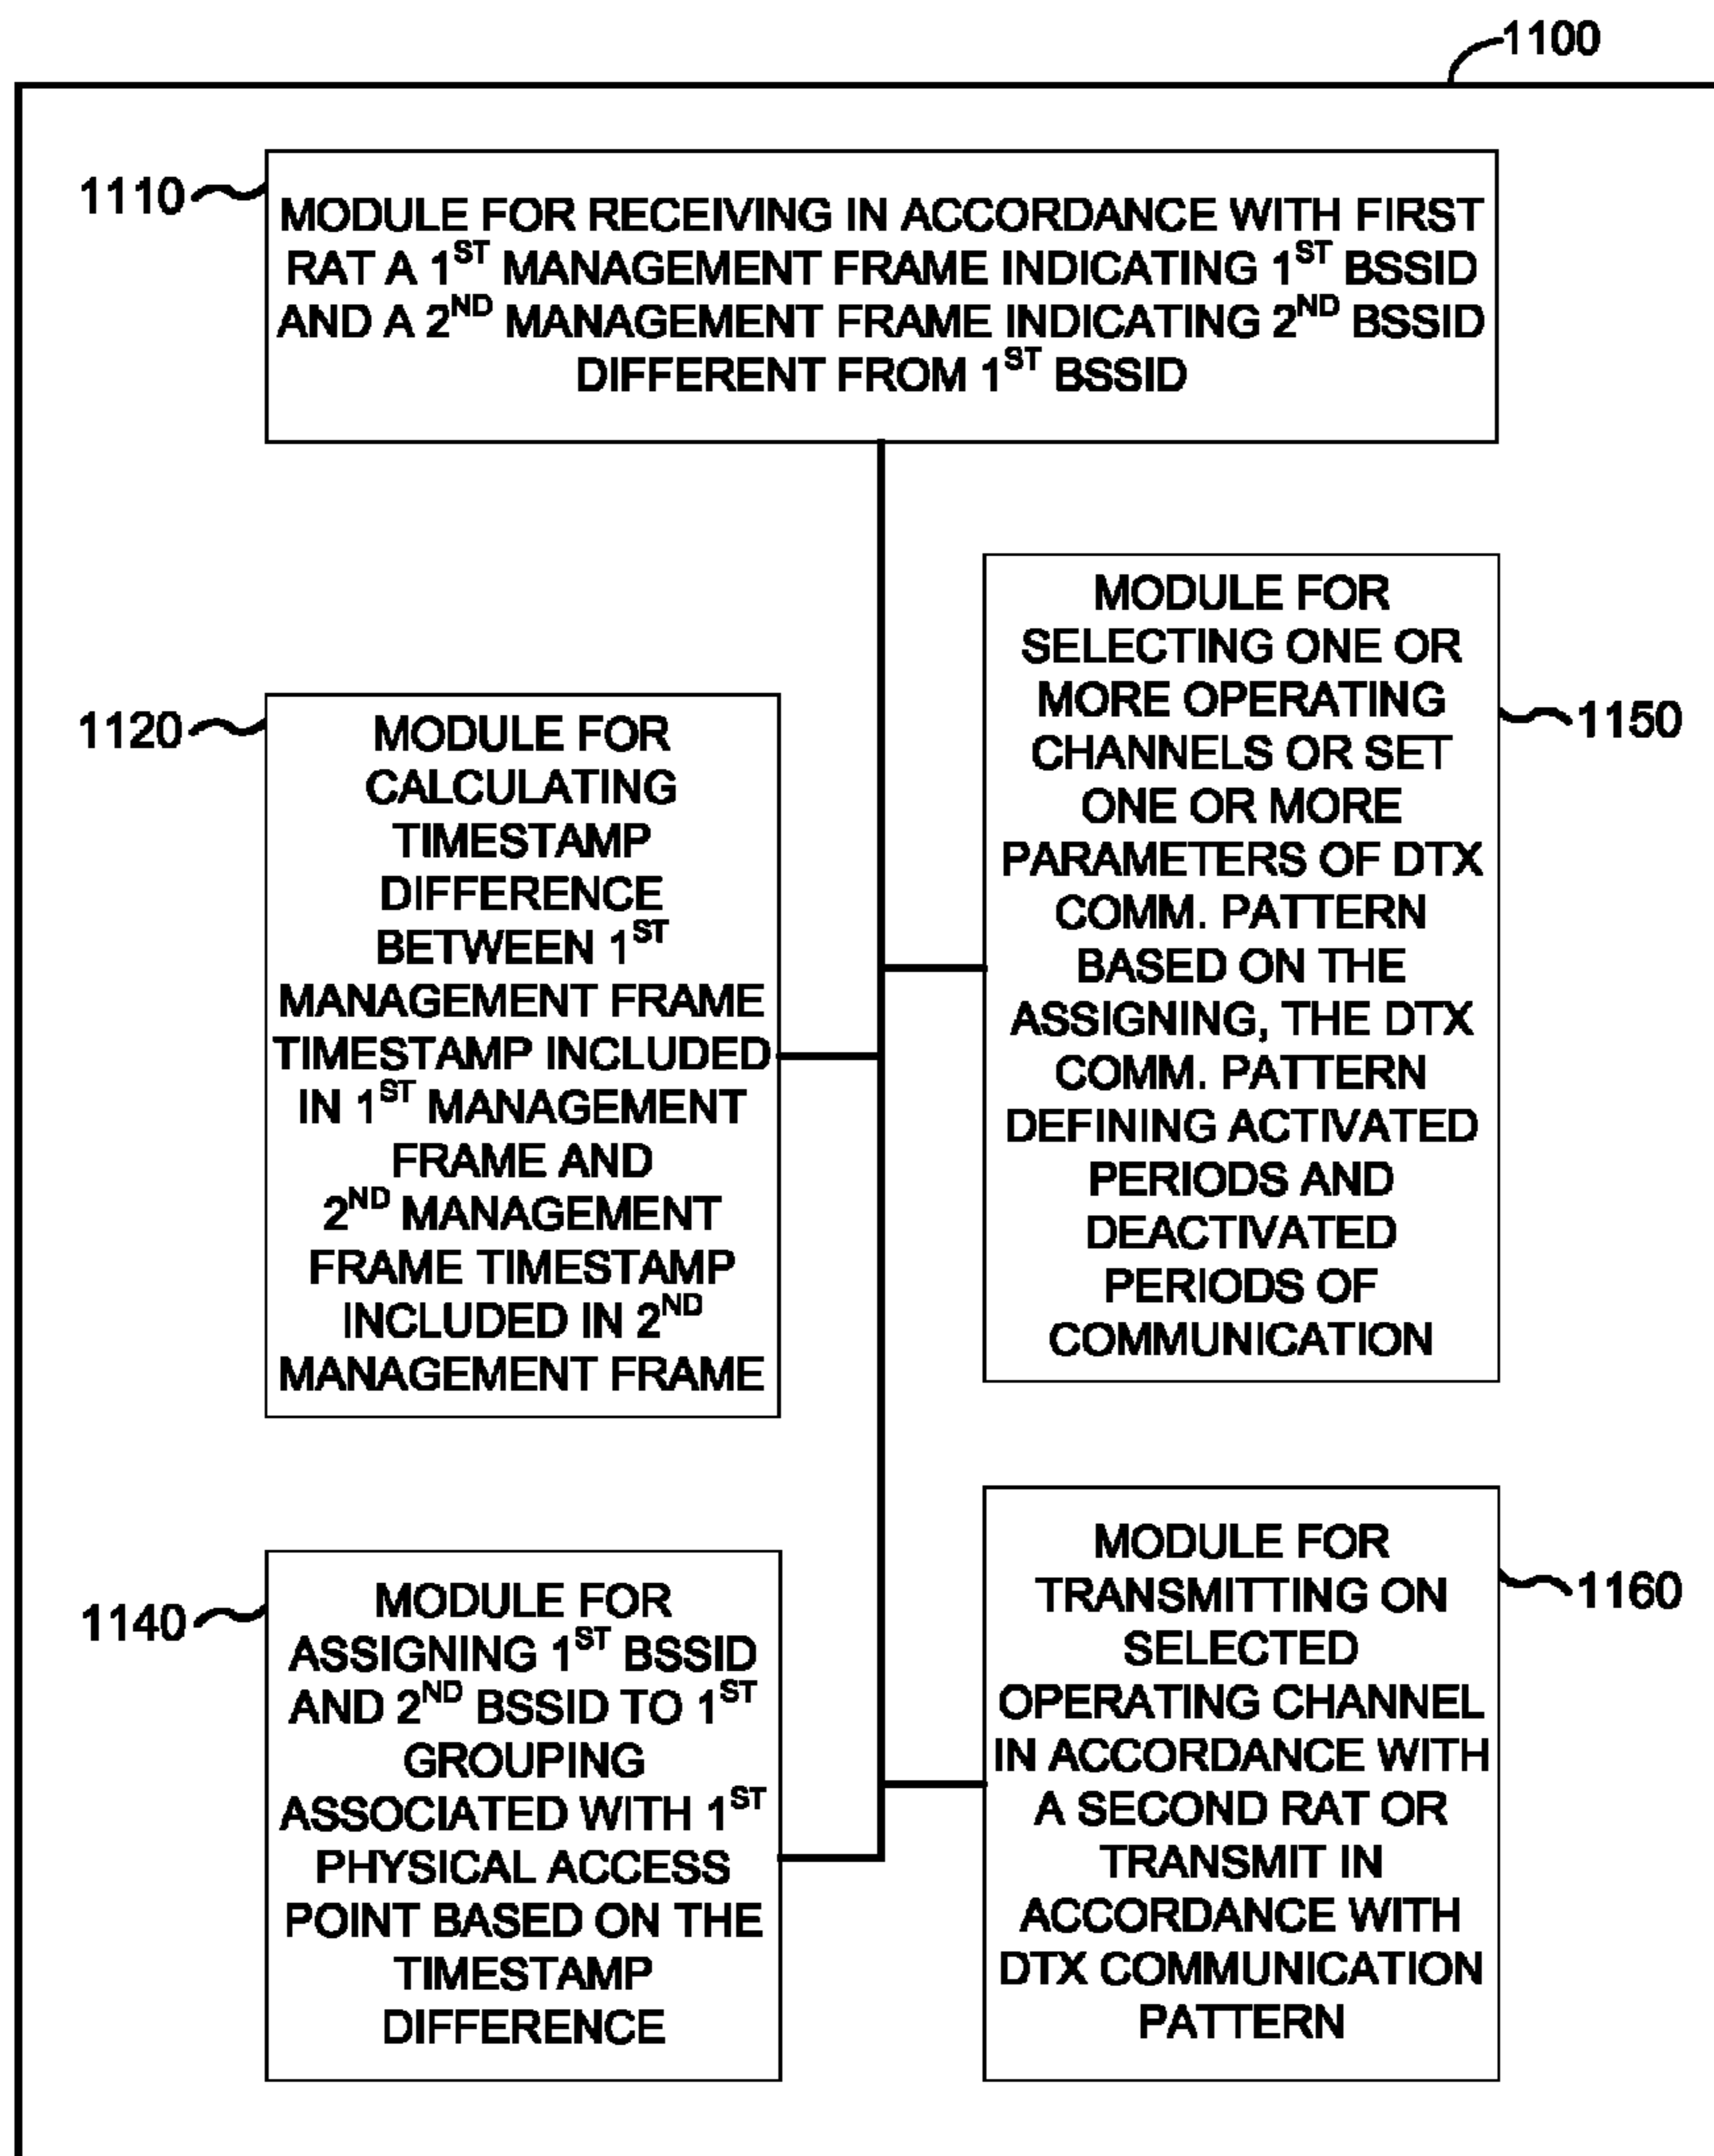 1100
1110
MODULE FOR RECEIVING IN ACCORDANCE WITH FIRST
RAT A 1ST MANAGEMENT FRAME INDICATING 1ST BSSID
AND A 2ND MANAGEMENT FRAME INDICATING 2ND BSSID
DIFFERENT FROM 1ST BSSID
1120
MODULE FOR
CALCULATING
TIMESTAMP
DIFFERENCE
BETWEEN 1ST
MANAGEMENT FRAME
TIMESTAMP INCLUDED
IN 1ST MANAGEMENT
FRAME AND
2ND MANAGEMENT
FRAME TIMESTAMP
INCLUDED IN 2ND
MANAGEMENT FRAME
1140
MODULE FOR
ASSIGNING 1ST BSSID
AND 2ND BSSID TO 1ST
GROUPING
ASSOCIATED WITH 1ST
PHYSICAL ACCESS
POINT BASED ON THE
TIMESTAMP
DIFFERENCE
MODULE FOR
SELECTING ONE OR
MORE OPERATING
CHANNELS OR SET
ONE OR MORE
PARAMETERS OF DTX
COMM. PATTERN
BASED ON THE
ASSIGNING, THE DTX
COMM. PATTERN
DEFINING ACTIVATED
PERIODS AND
DEACTIVATED
PERIODS OF
COMMUNICATION
1150
MODULE FOR
TRANSMITTING ON
SELECTED
OPERATING CHANNEL
IN ACCORDANCE WITH
A SECOND RAT OR
TRANSMIT IN
ACCORDANCE WITH
DTX COMMUNICATION
PATTERN
1160